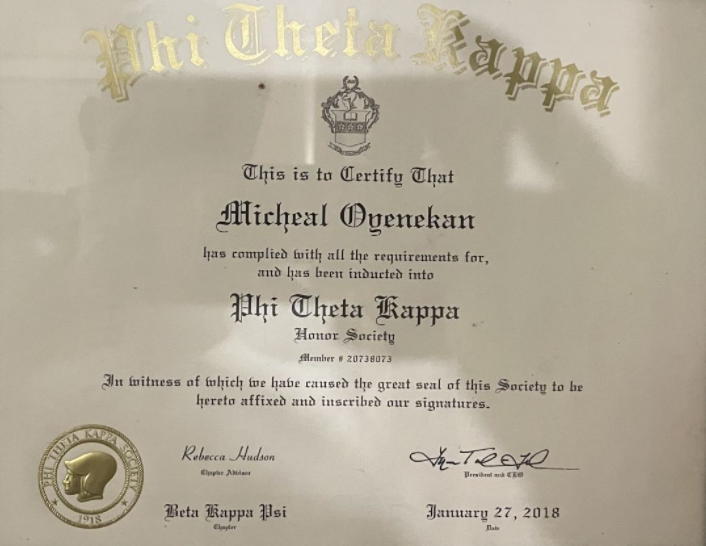 Phi Theta Kappa
This is to Certify That
Micheal Oyenekan
has complied with all the requirements for,
and has been inducted into
Phi Theta Kappa
Honor Society
Member # 20738073
In witness of which we have caused the great seal of this Society to be
hereto affixed and inscribed our signatures.
Rebecca Hudson
Chapter Advisor
President and CEO
Beta Kappa Psi
Chapter
January 27, 2018
Date
PHI THETA KAPPA SOCIETY
1918